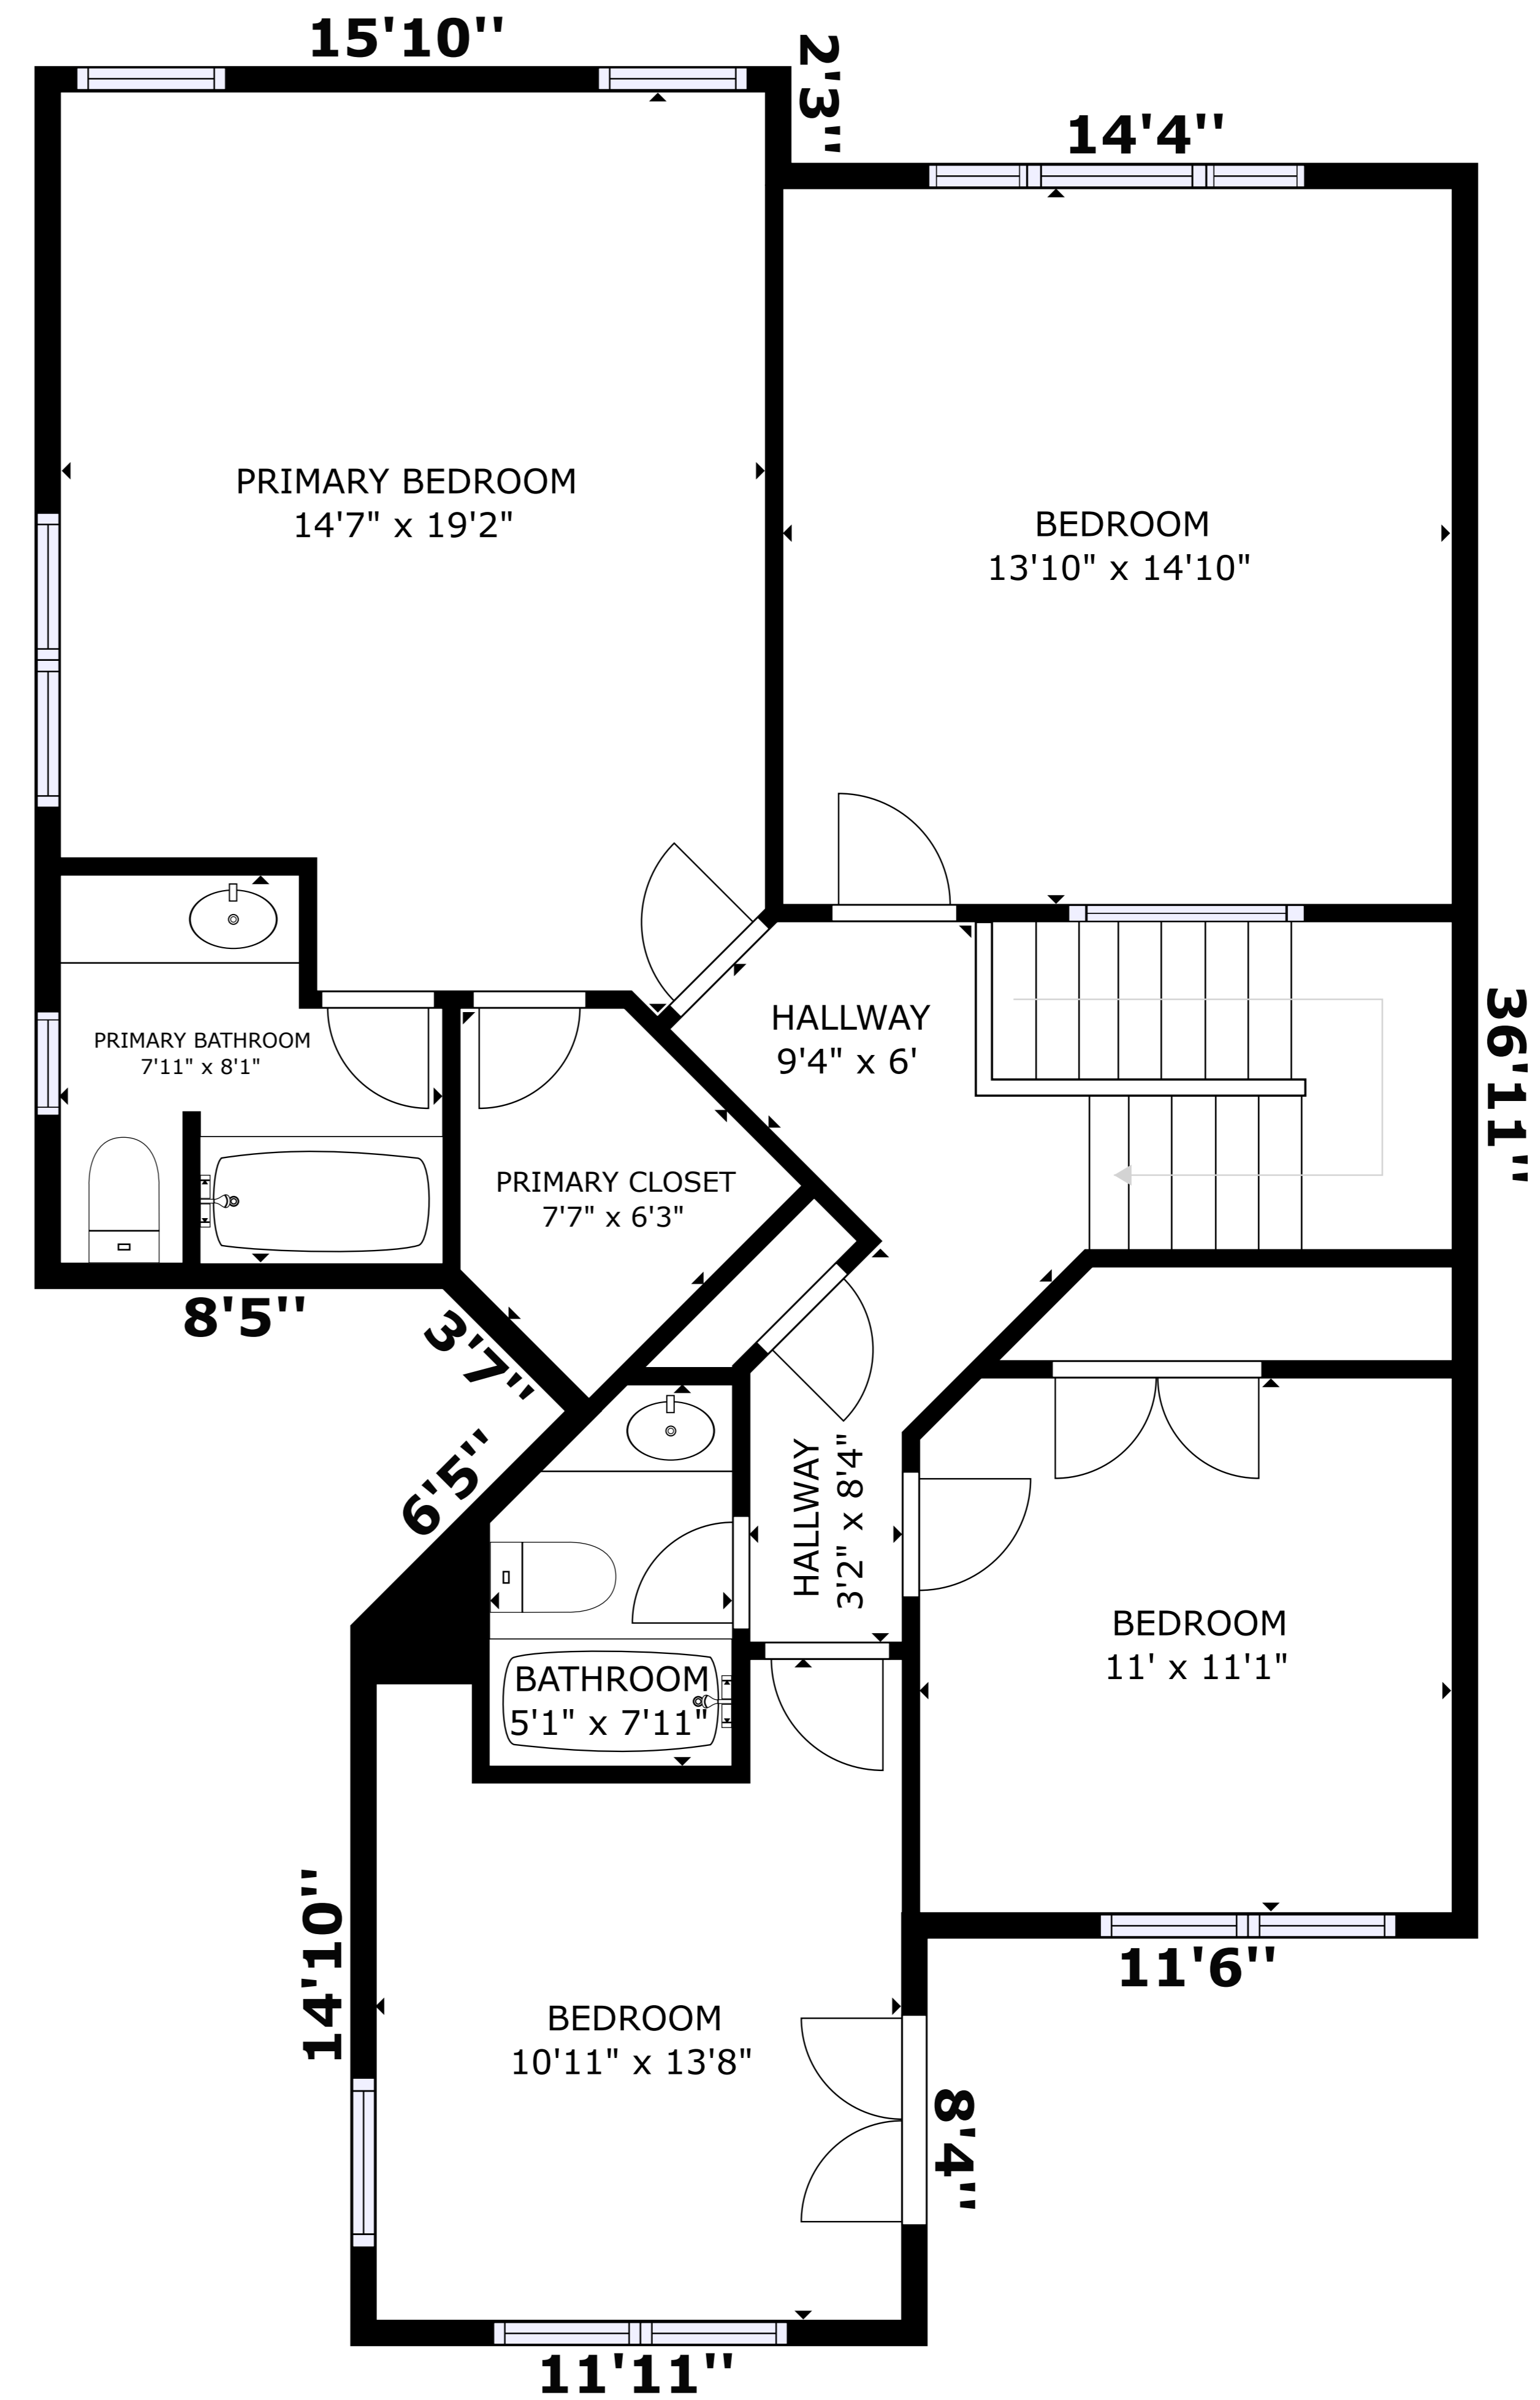 15'10''
2'3''
14'4''
PRIMARY BEDROOM
14'7" x 19'2"
BEDROOM
13'10" x 14'10"
HALLWAY
9'4" x 6'
36'11''
PRIMARY BATHROOM
7'11" x 8'1"
PRIMARY CLOSET
7'7" x 6'3"
8'5''
3'7''
6'5''
HALLWAY
3'2" x 8'4"
BEDROOM
11' x 11'1"
BATHROOM
5'1" x 7'11"
14'10''
11'6''
BEDROOM
10'11" x 13'8"
8'4''
11'11''